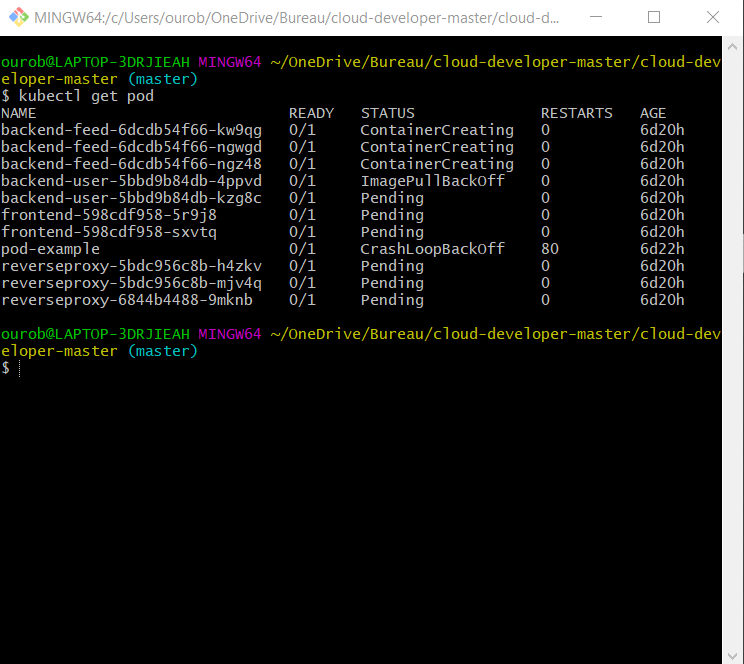 MINGW64:/c/Users/ourob/OneDrive/Bureau/cloud-developer-master/cloud-d...
ourob@LAPTOP-3DRJIEAH MINGW64 ~/OneDrive/Bureau/cloud-developer-master/cloud-dev
eloper-master (master)
$ kubectl get pod
NAME READY STATUS RESTARTS AGE
backend-feed-6dcdb54f66-kw9qg 0/1 ContainerCreating 0 6d20h
backend-feed-6dcdb54f66-ngwgd 0/1 ContainerCreating 0 6d20h
backend-feed-6dcdb54f66-ngz48 0/1 ContainerCreating 0 6d20h
backend-user-5bbd9b84db-4ppvd 0/1 ImagePullBackOff 0 6d20h
backend-user-5bbd9b84db-kzg8c 0/1 Pending 0 6d20h
frontend-598cdf958-5r9j8 0/1 Pending 0 6d20h
frontend-598cdf958-sxvtq 0/1 Pending 0 6d20h
pod-example 0/1 CrashLoopBackOff 80 6d22h
reverseproxy-5bdc956c8b-h4zkv 0/1 Pending 0 6d20h
reverseproxy-5bdc956c8b-mjv4q 0/1 Pending 0 6d20h
reverseproxy-6844b4488-9mknb 0/1 Pending 0 6d20h
ourob@LAPTOP-3DRJIEAH MINGW64 ~/OneDrive/Bureau/cloud-developer-master/cloud-dev
eloper-master (master)
$